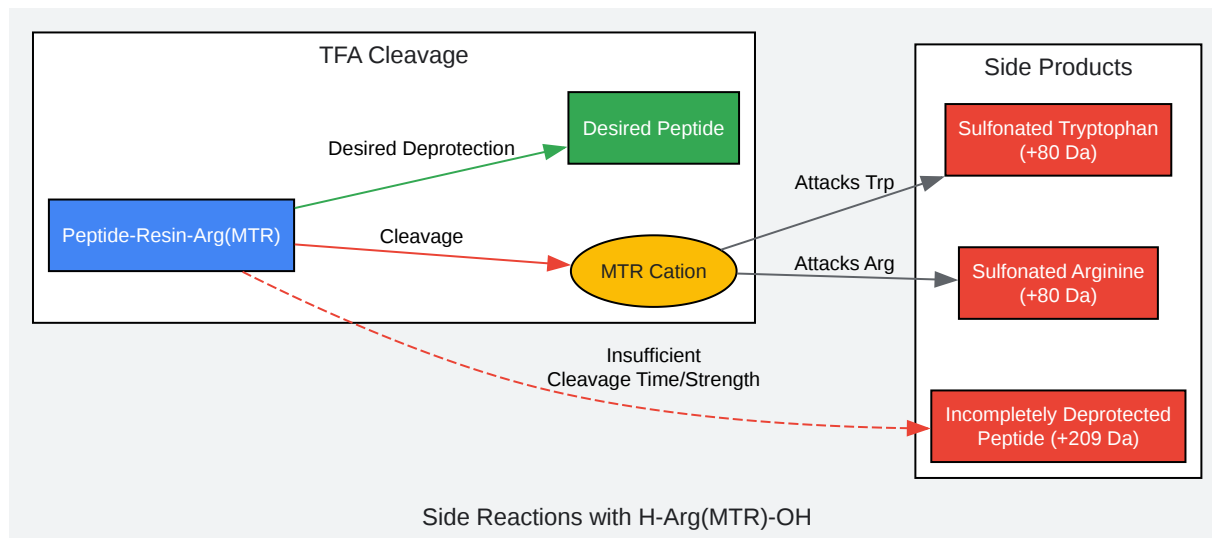 TFA Cleavage
Side Products
Desired Peptide
Sulfonated Tryptophan
(+80 Da)
Desired Deprotection
Attacks Trp
Peptide-Resin-Arg(MTR)
Cleavage
MTR Cation
Attacks Arg
Sulfonated Arginine
(+80 Da)
Insufficient
Cleavage Time/Strength
Incompletely Deprotected
Peptide (+209 Da)
Side Reactions with H-Arg(MTR)-OH